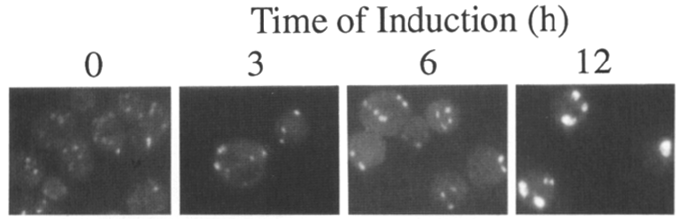 Time of Induction (h)
0 3 6 12